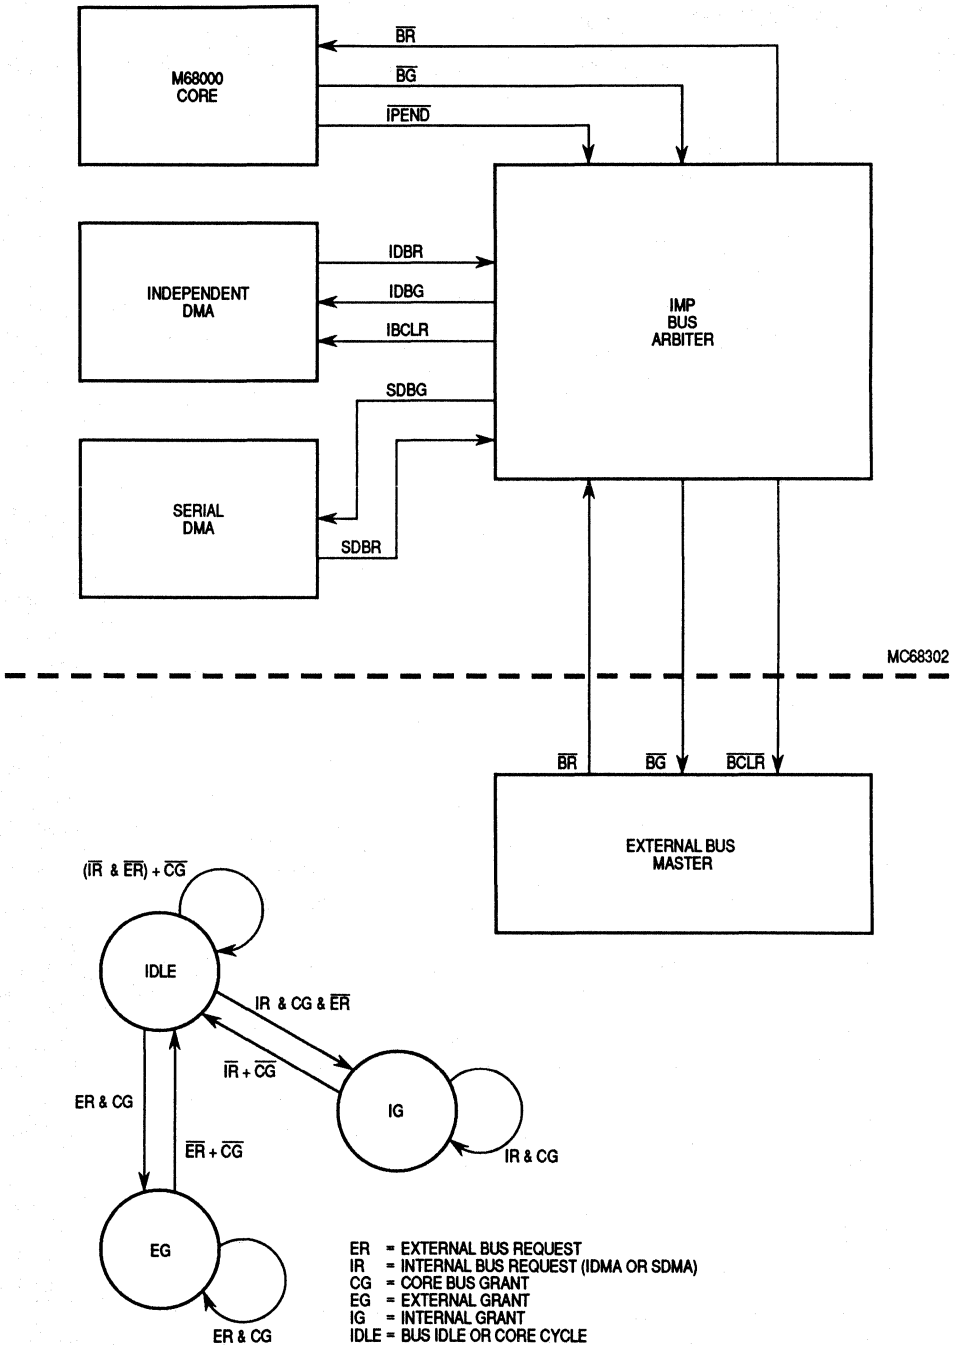 BR
M68000
CORE
BG
IPEND
IDBR
INDEPENDENT
DMA
IDBG
IBCLR
IMP
BUS
ARBITER
SDBG
SERIAL
DMA
SDBR
MC68302
BR
BG
BCLR
EXTERNAL BUS
MASTER
(IR & ER) + CG
IDLE
IR & CG & ER
IR + CG
ER & CG
IG
ER + CG
IR & CG
EG
ER & CG
ER = EXTERNAL BUS REQUEST
IR = INTERNAL BUS REQUEST (IDMA OR SDMA)
CG = CORE BUS GRANT
EG = EXTERNAL GRANT
IG = INTERNAL GRANT
IDLE = BUS IDLE OR CORE CYCLE